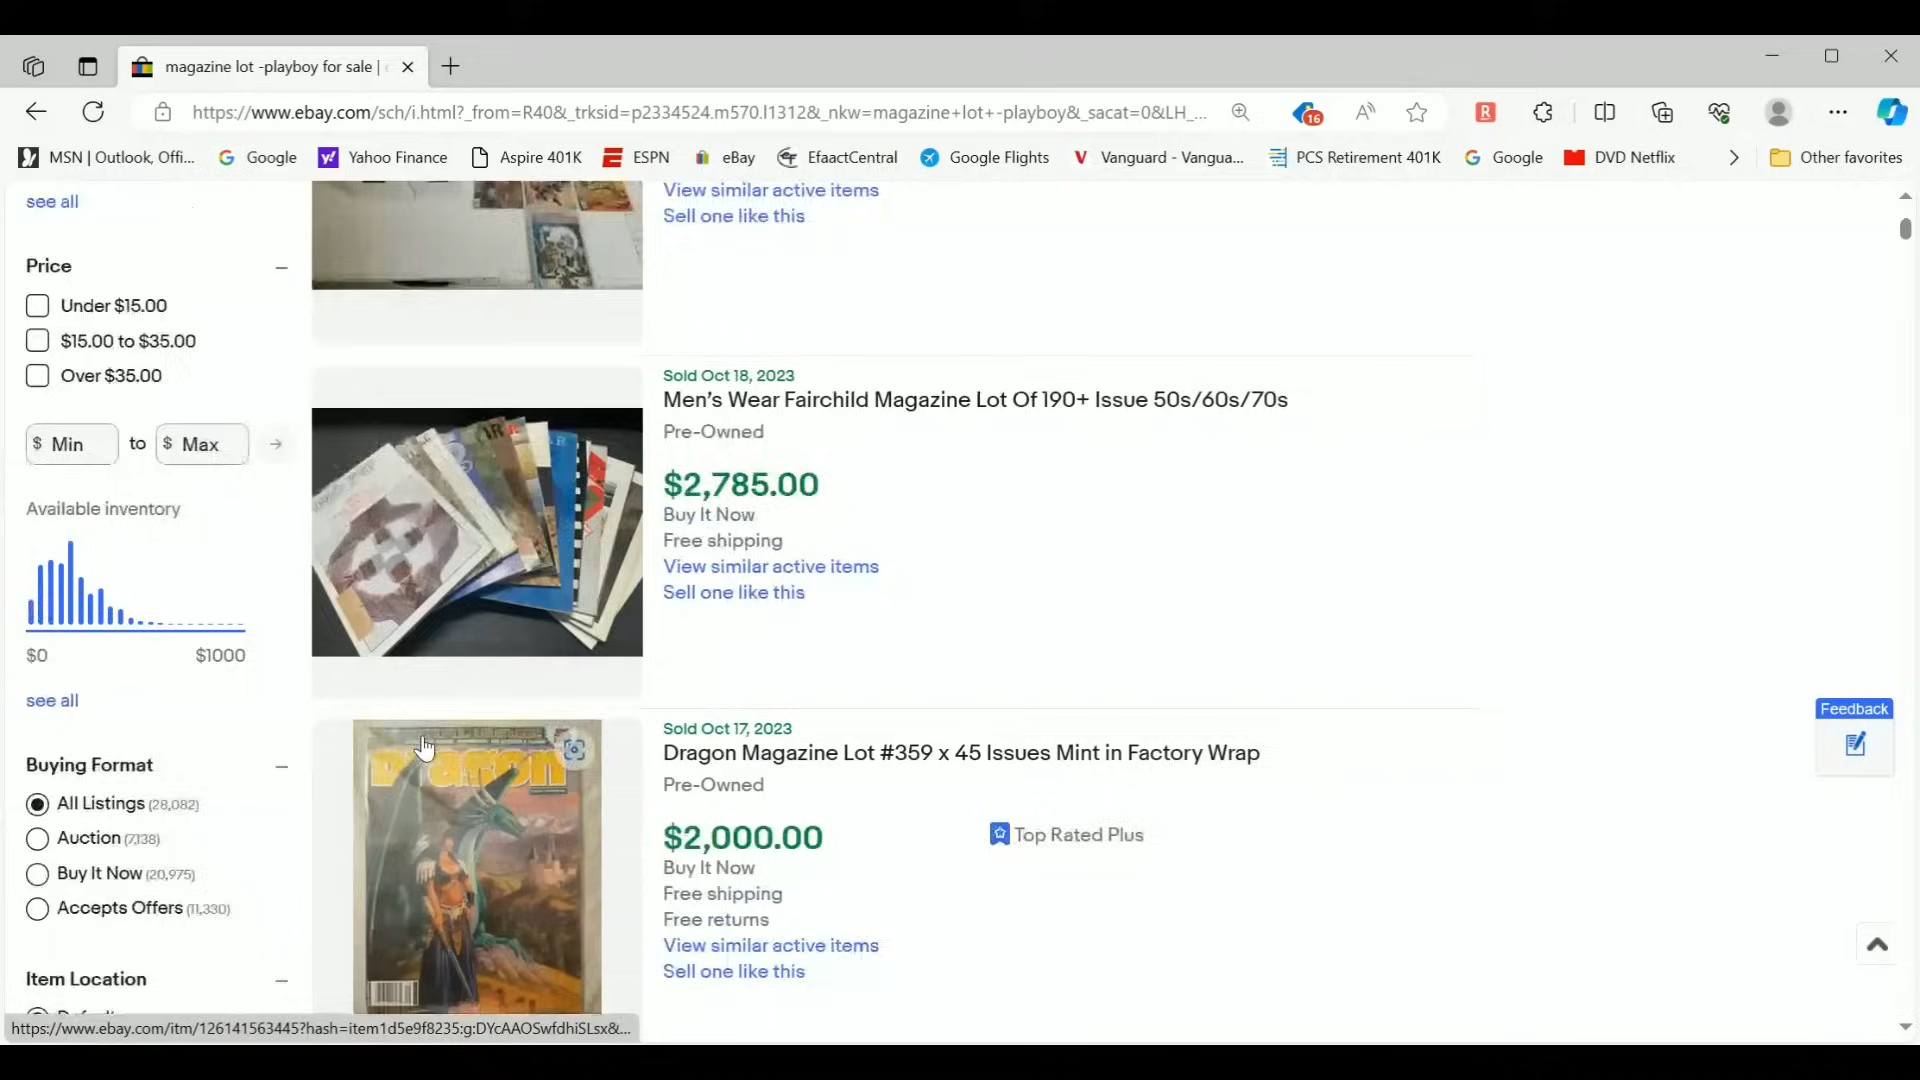 magazine lot -playboy for sale |
https://www.ebay.com/sch/i.html?_from=R40&_trksid=p2334524.m570.l1312&_nkw=magazine+lot+-playboy&_sacat=0&LH_...
16
R
MSN | Outlook, Offi...
Google
Yahoo Finance
Aspire 401K
ESPN
eBay
EfaactCentral
Google Flights
Vanguard - Vangua...
PCS Retirement 401K
Google
DVD Netflix
Other favorites
see all
Price
Under $15.00
$15.00 to $35.00
Over $35.00
$ Min to $ Max
Available inventory
$0 $1000
see all
Buying Format
All Listings (28,082)
Auction (7,138)
Buy It Now (20,975)
Accepts Offers (11,330)
Item Location
https://www.ebay.com/itm/126141563445?hash=item1d5e9f8235:g:DYcAAOSwfdhiSLsx&...
View similar active items
Sell one like this
Sold Oct 18, 2023
Men's Wear Fairchild Magazine Lot Of 190+ Issue 50s/60s/70s
Pre-Owned
$2,785.00
Buy It Now
Free shipping
View similar active items
Sell one like this
Dragon
Sold Oct 17, 2023
Dragon Magazine Lot #359 x 45 Issues Mint in Factory Wrap
Pre-Owned
$2,000.00
Top Rated Plus
Buy It Now
Free shipping
Free returns
View similar active items
Sell one like this
Feedback